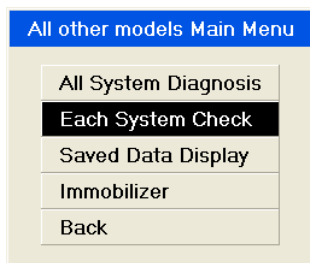 All other models Main Menu
All System Diagnosis
Each System Check
Saved Data Display
Immobilizer
Back